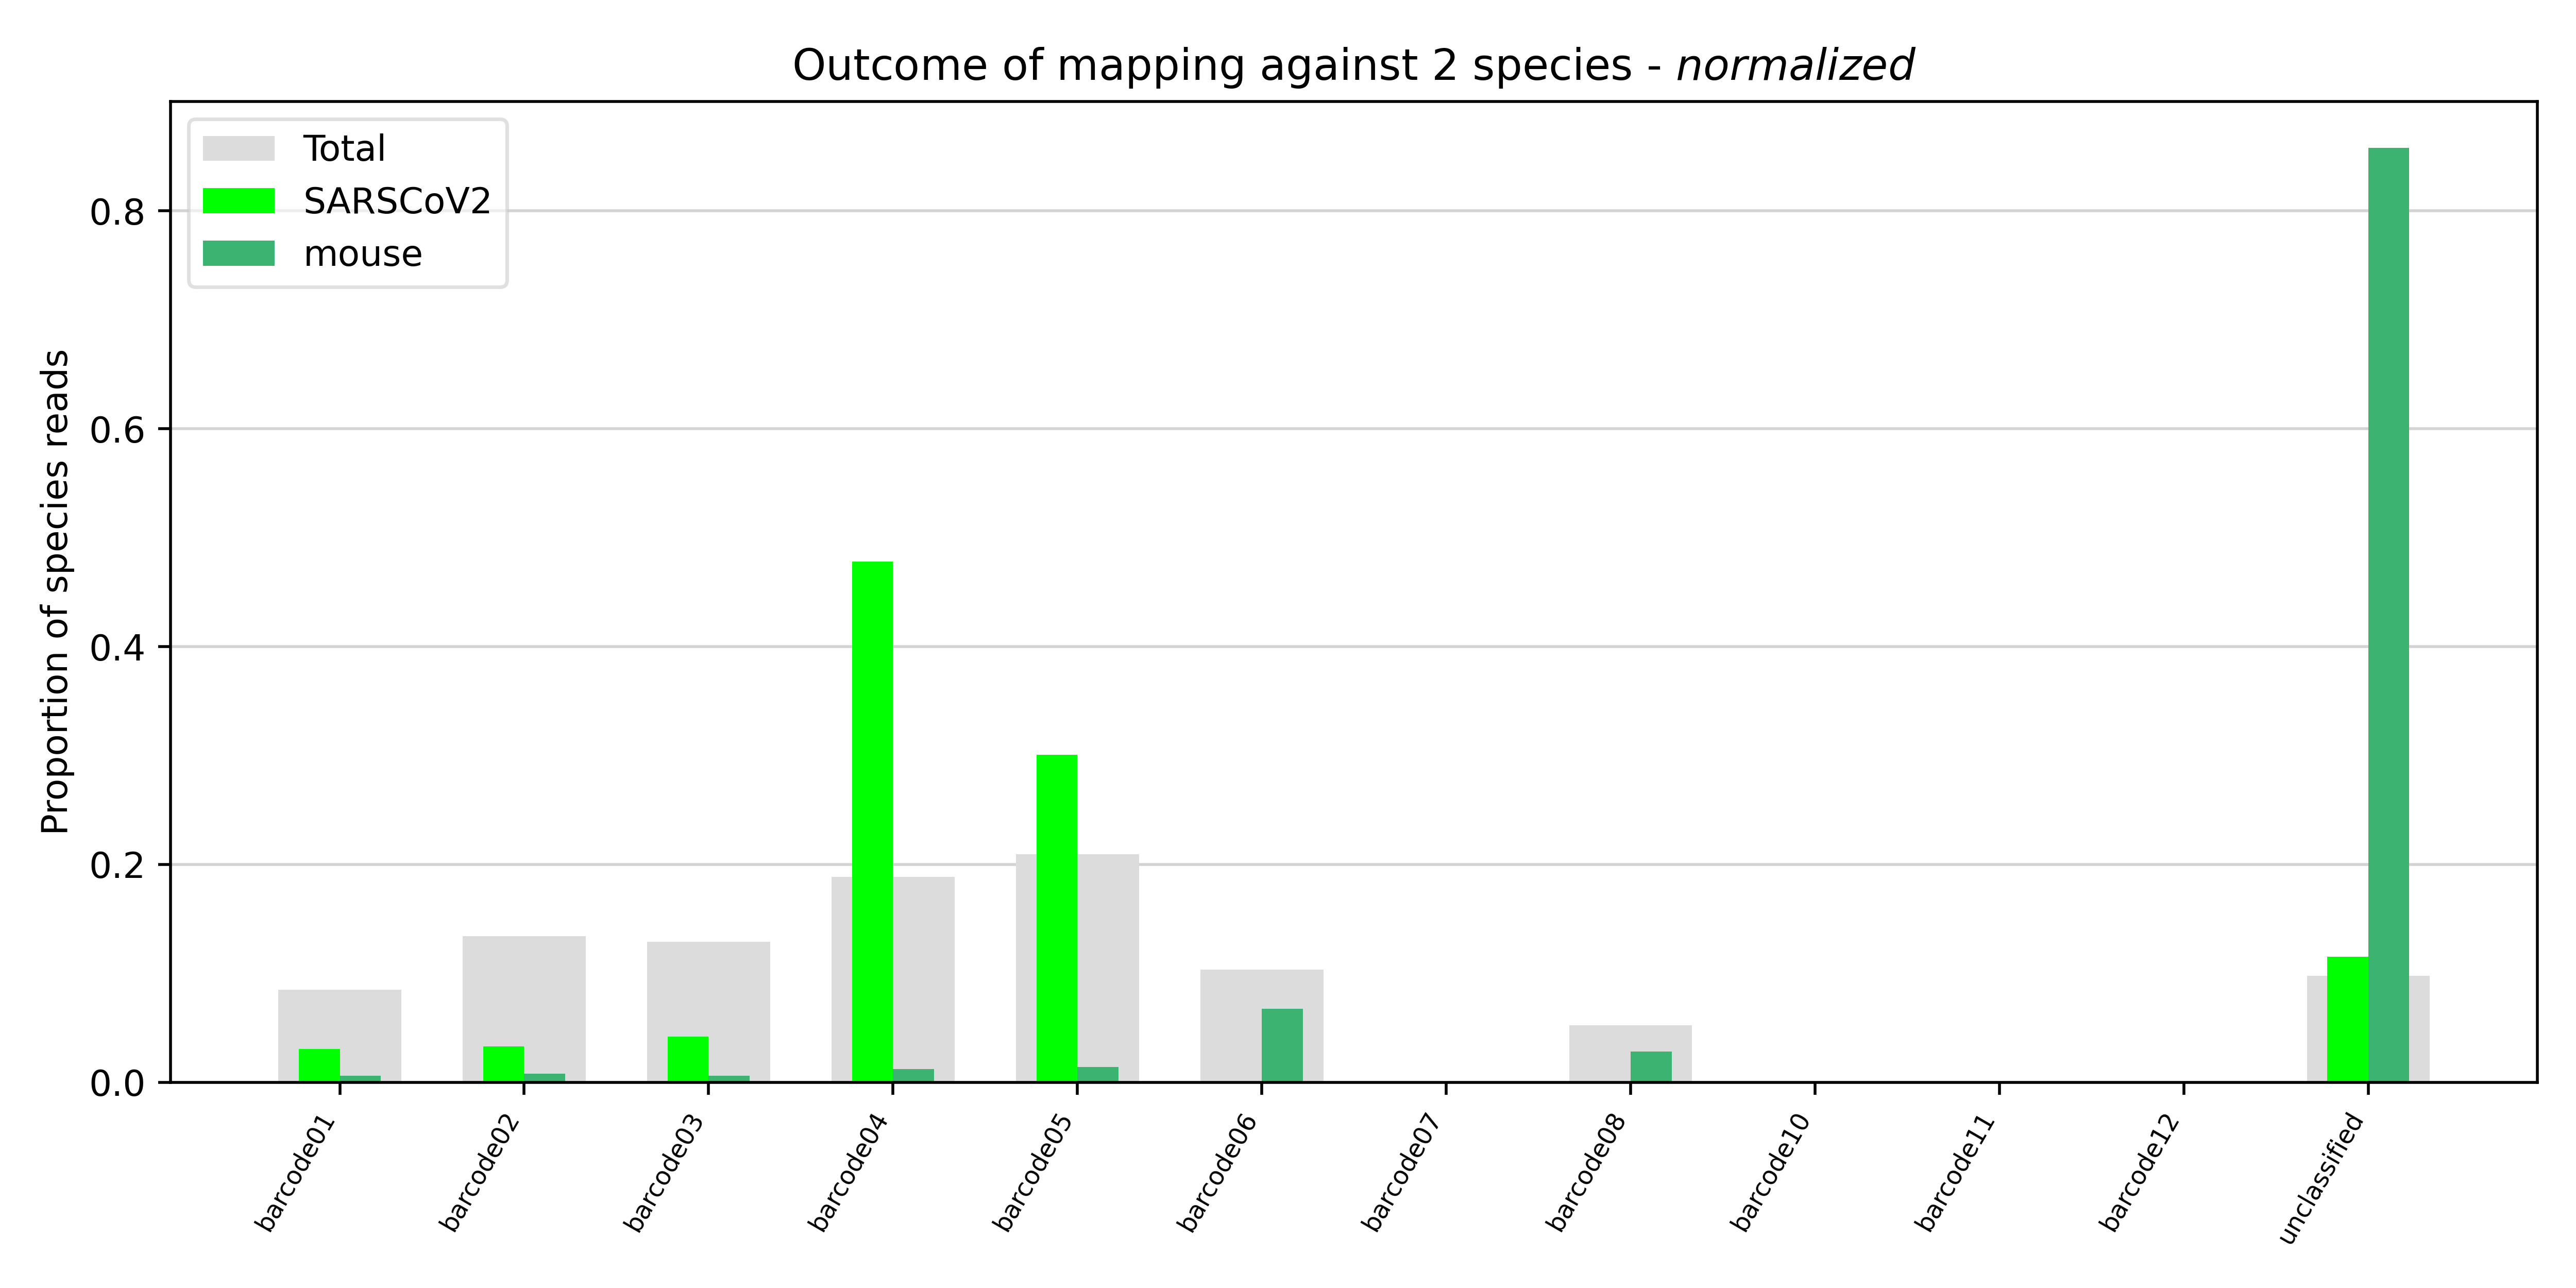 Outcome of mapping against 2 species - normalized
Total
SARSCoV2
mouse
Proportion of species reads
0.8
0.6
0.4
0.2
0.0
barcode01
barcode02
barcode03
barcode04
barcode05
barcode06
barcode07
barcode08
barcode10
barcode11
barcode12
unclassified